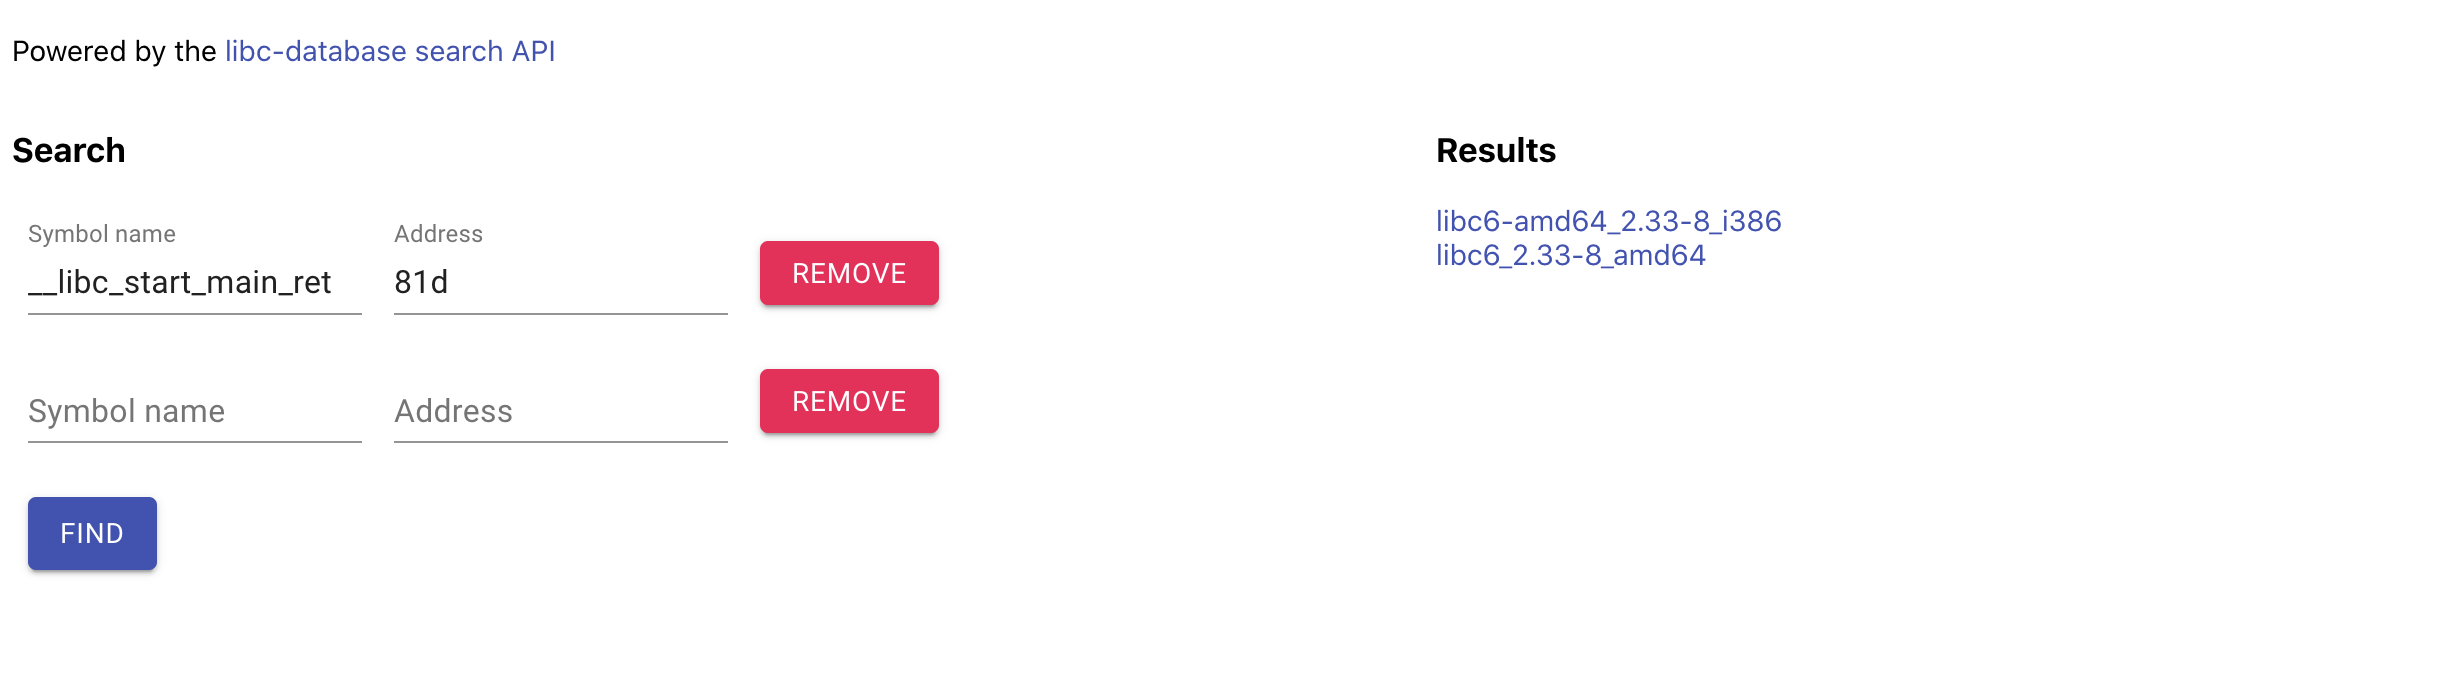 Powered by the libc-database search API
Search
Symbol name Address
__libc_start_main_ret 81d REMOVE
Symbol name Address REMOVE
FIND
Results
libc6-amd64_2.33-8_i386
libc6_2.33-8_amd64